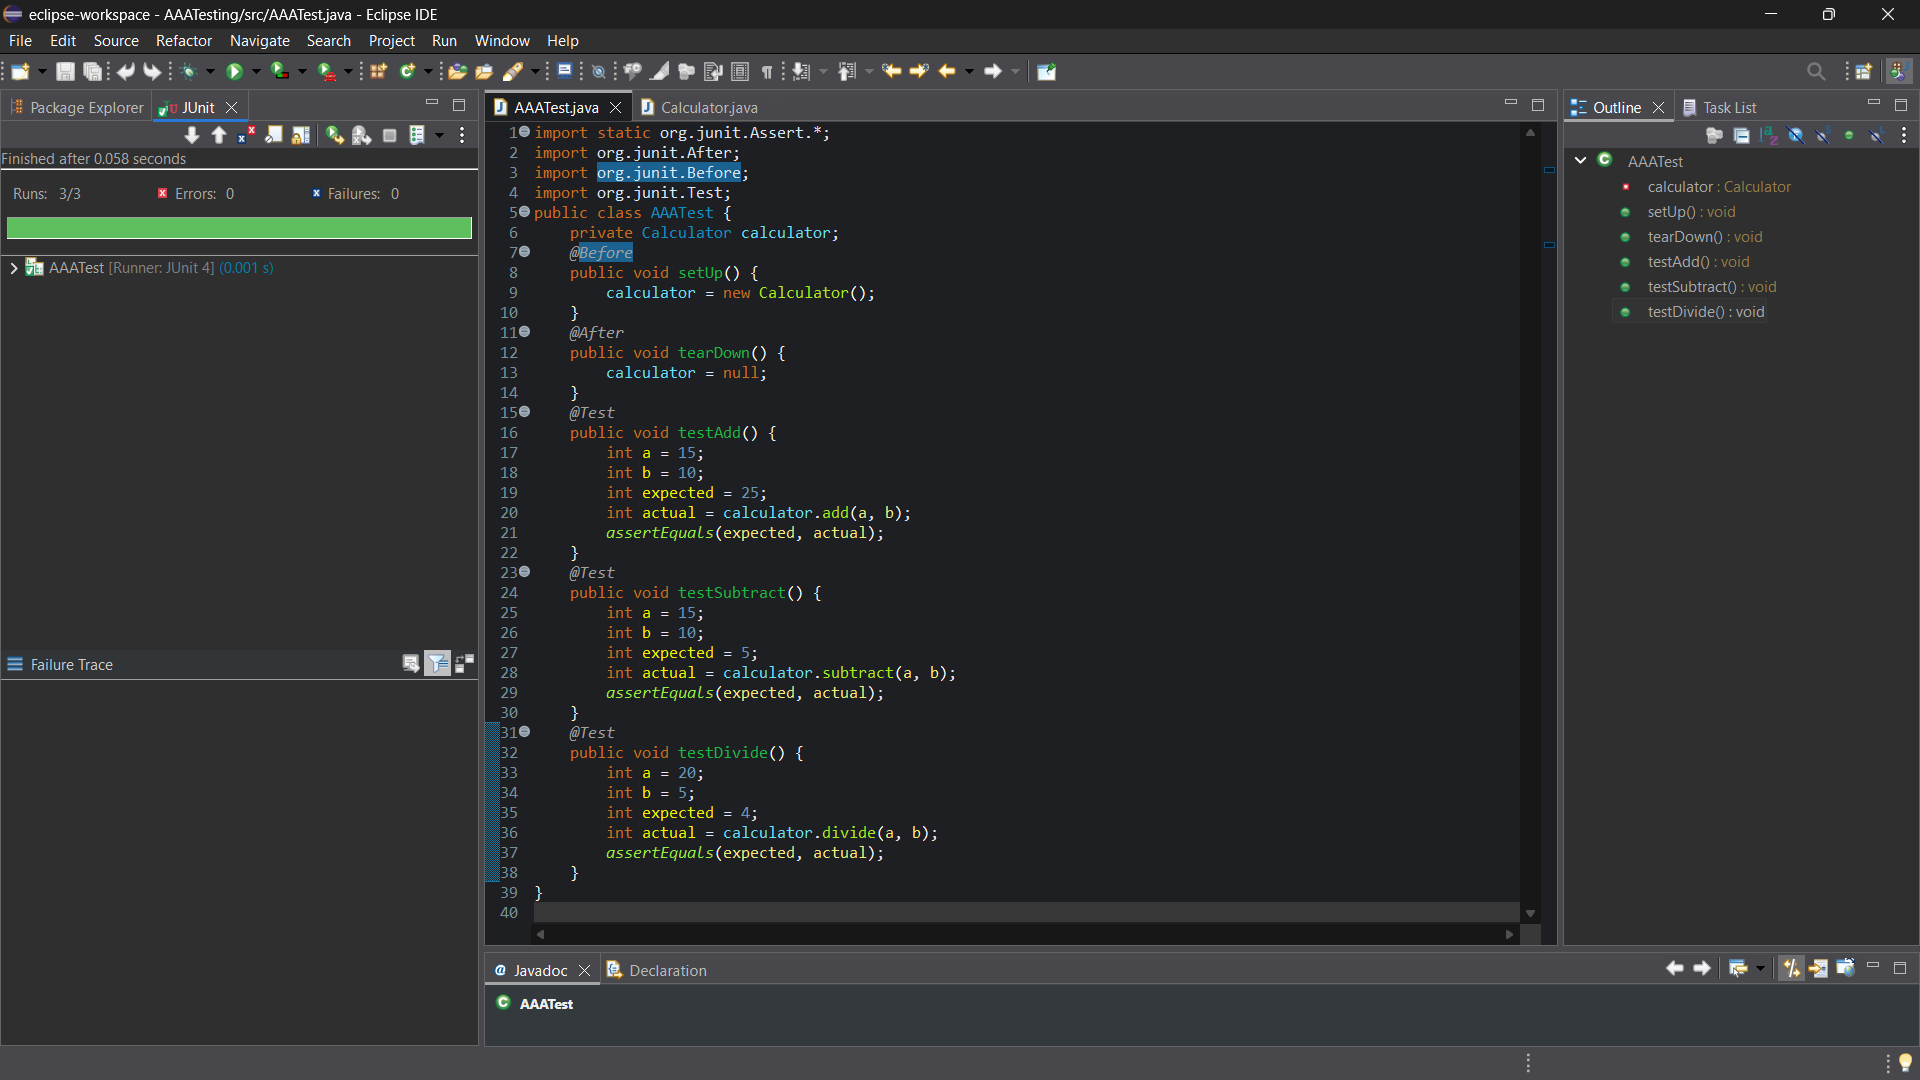 eclipse-workspace - AAATesting/src/AAATest.java - Eclipse IDE
File Edit Source Refactor Navigate Search Project Run Window Help
Package Explorer JUnit
Finished after 0.058 seconds
Runs: 3/3 Errors: 0 Failures: 0
AAATest [Runner: JUnit 4] (0.001 s)
Failure Trace
AAATest.java Calculator.java
1 import static org.junit.Assert.*;
2 import org.junit.After;
3 import org.junit.Before;
4 import org.junit.Test;
5 public class AAATest {
6     private Calculator calculator;
7     @Before
8     public void setUp() {
9         calculator = new Calculator();
10     }
11     @After
12     public void tearDown() {
13         calculator = null;
14     }
15     @Test
16     public void testAdd() {
17         int a = 15;
18         int b = 10;
19         int expected = 25;
20         int actual = calculator.add(a, b);
21         assertEquals(expected, actual);
22     }
23     @Test
24     public void testSubtract() {
25         int a = 15;
26         int b = 10;
27         int expected = 5;
28         int actual = calculator.subtract(a, b);
29         assertEquals(expected, actual);
30     }
31     @Test
32     public void testDivide() {
33         int a = 20;
34         int b = 5;
35         int expected = 4;
36         int actual = calculator.divide(a, b);
37         assertEquals(expected, actual);
38     }
39 }
40
Outline Task List
AAATest
calculator : Calculator
setUp() : void
tearDown() : void
testAdd() : void
testSubtract() : void
testDivide() : void
@ Javadoc Declaration
AAATest